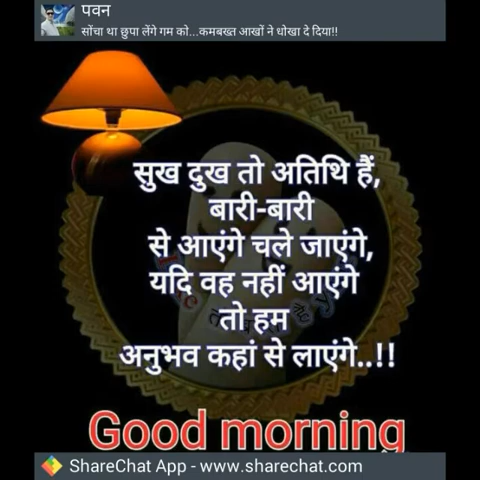 पवन
सोंचा था छुपा लेंगे गम को...कमबख्त आखों ने धोखा दे दिया!!
सुख दुख तो अतिथि हैं,
बारी-बारी
से आएंगे चले जाएंगे,
यदि वह नहीं आएंगे
तो हम
अनुभव कहां से लाएंगे..!!
Good morning
ShareChat App - www.sharechat.com